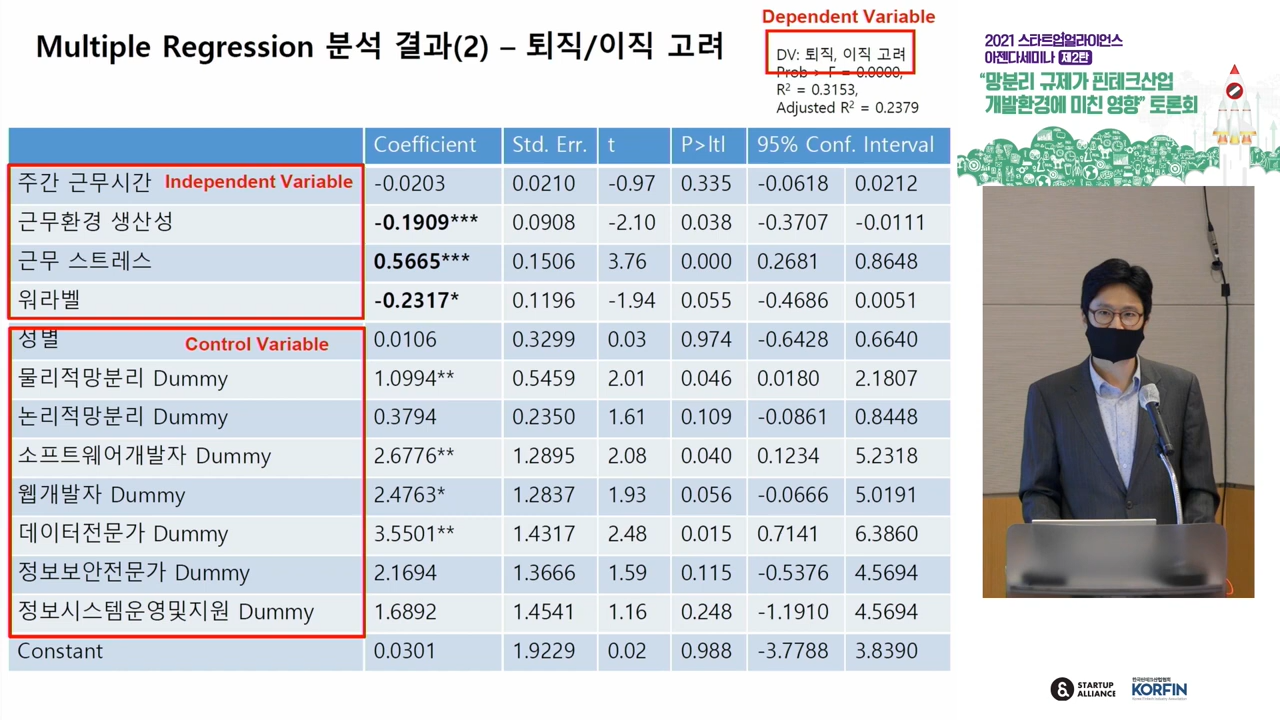 Multiple Regression 분석 결과(2) – 퇴직/이직 고려
Dependent Variable
DV: 퇴직, 이직 고려
Prob > F = 0.0000,
R² = 0.3153,
Adjusted R² = 0.2379
2021 스타트업얼라이언스
아젠다세미나 제2탄
“망분리 규제가 핀테크산업
개발환경에 미친 영향” 토론회
Coefficient Std. Err. t P>ltl 95% Conf. Interval
주간 근무시간 Independent Variable -0.0203 0.0210 -0.97 0.335 -0.0618 0.0212
근무환경 생산성 -0.1909*** 0.0908 -2.10 0.038 -0.3707 -0.0111
근무 스트레스 0.5665*** 0.1506 3.76 0.000 0.2681 0.8648
워라벨 -0.2317* 0.1196 -1.94 0.055 -0.4686 0.0051
성별 Control Variable 0.0106 0.3299 0.03 0.974 -0.6428 0.6640
물리적망분리 Dummy 1.0994** 0.5459 2.01 0.046 0.0180 2.1807
논리적망분리 Dummy 0.3794 0.2350 1.61 0.109 -0.0861 0.8448
소프트웨어개발자 Dummy 2.6776** 1.2895 2.08 0.040 0.1234 5.2318
웹개발자 Dummy 2.4763* 1.2837 1.93 0.056 -0.0666 5.0191
데이터전문가 Dummy 3.5501** 1.4317 2.48 0.015 0.7141 6.3860
정보보안전문가 Dummy 2.1694 1.3666 1.59 0.115 -0.5376 4.5694
정보시스템운영및지원 Dummy 1.6892 1.4541 1.16 0.248 -1.1910 4.5694
Constant 0.0301 1.9229 0.02 0.988 -3.7788 3.8390
STARTUP
ALLIANCE
한국핀테크산업협회
KORFIN